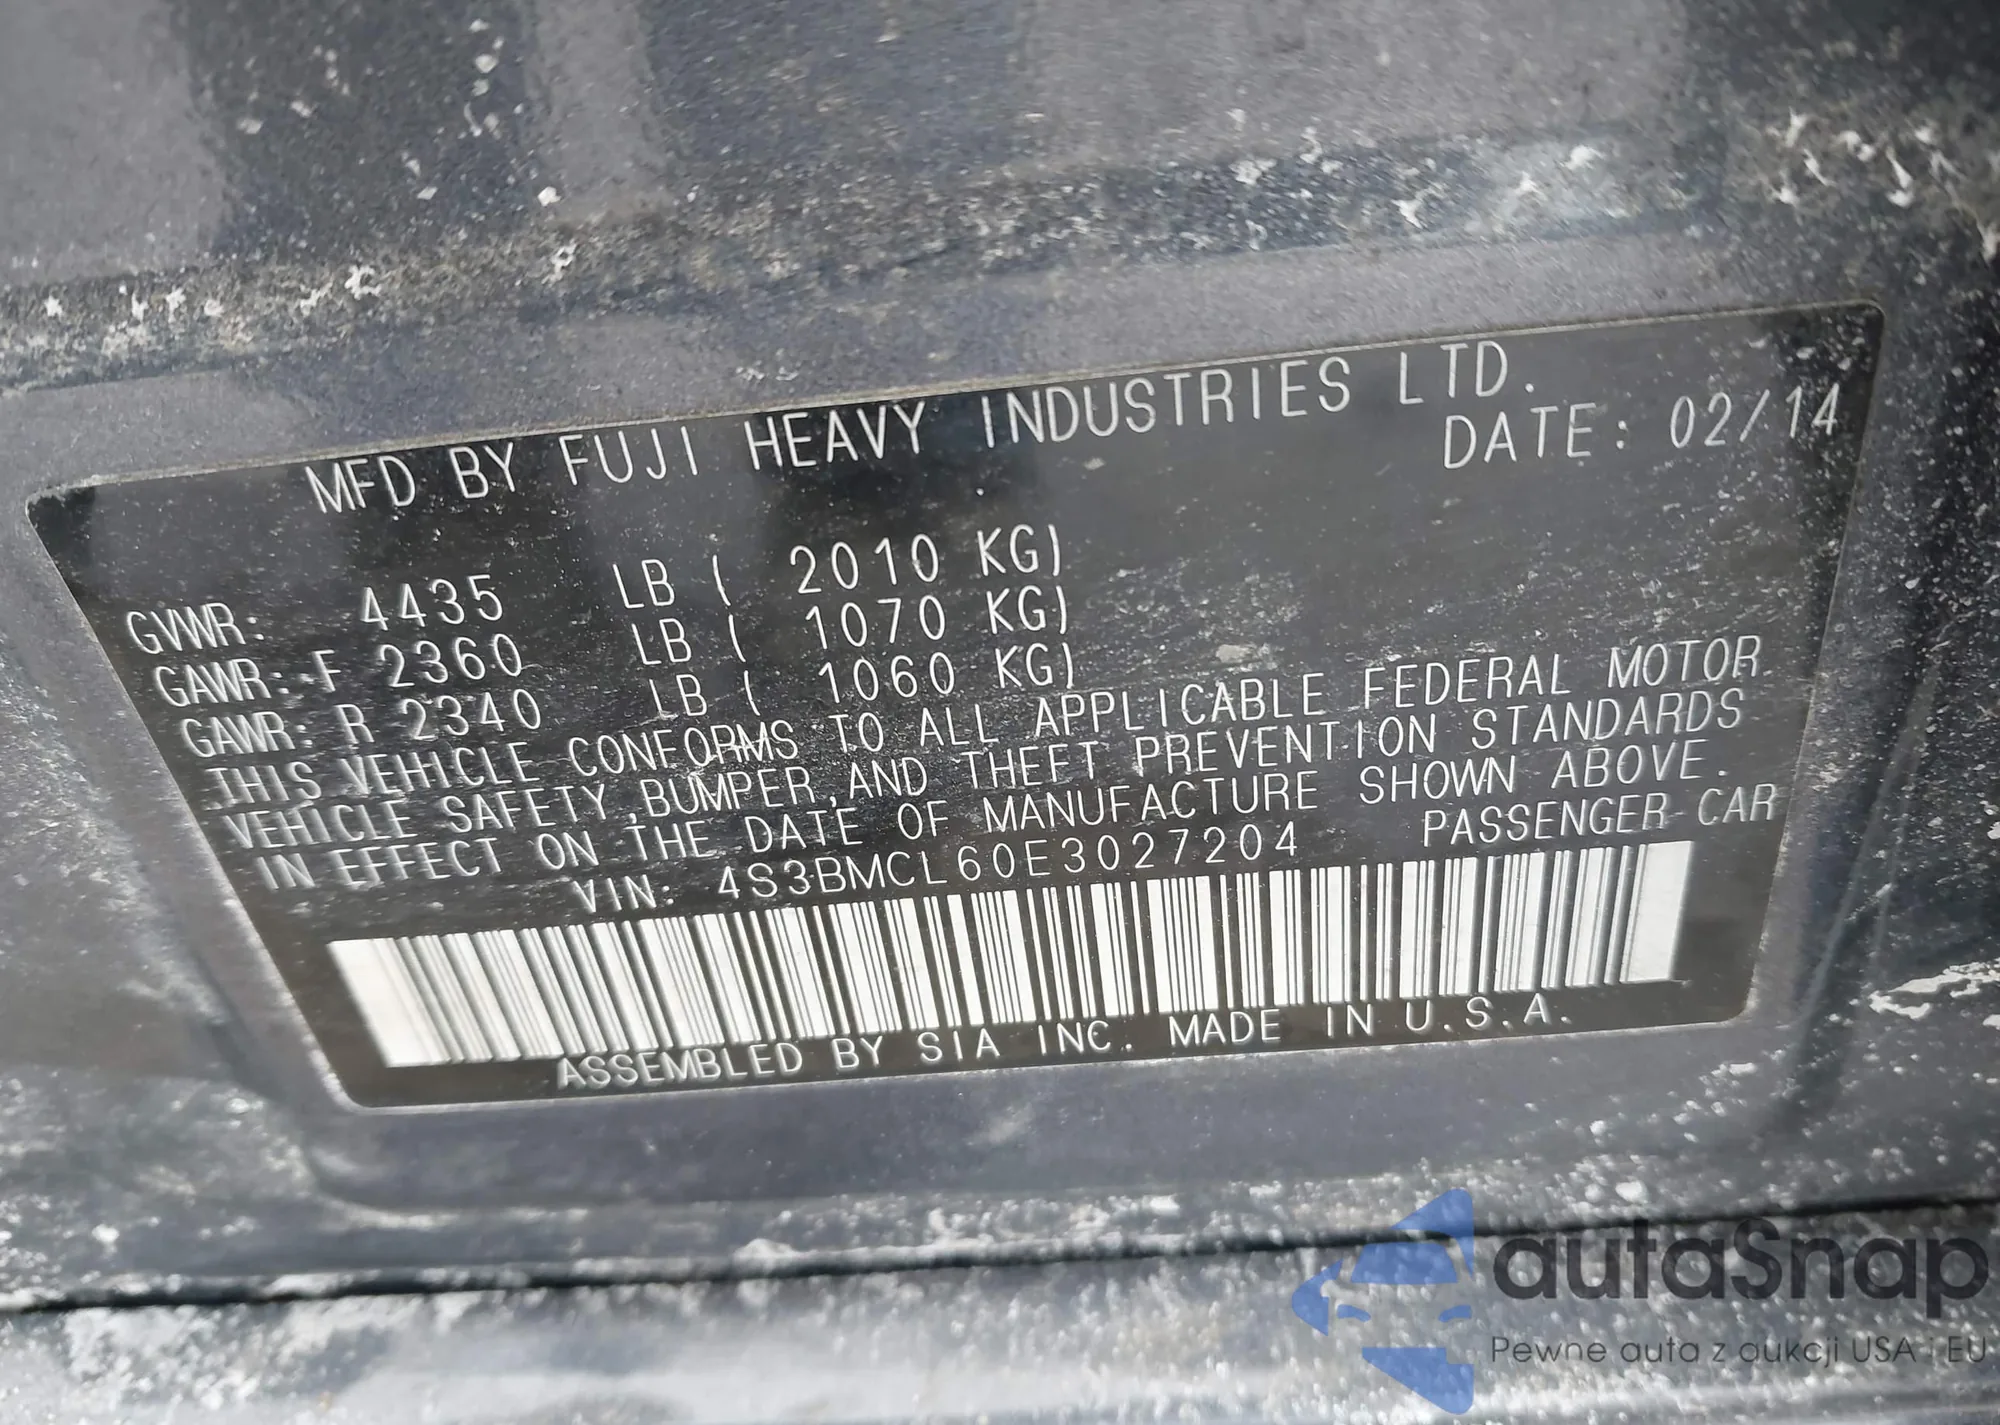 MFD BY FUJI HEAVY INDUSTRIES LTD.
DATE: 02/14
GVWR: 4435 LB ( 2010 KG)
GAWR: F 2360 LB ( 1070 KG)
GAWR: R 2340 LB ( 1060 KG)
THIS VEHICLE CONFORMS TO ALL APPLICABLE FEDERAL MOTOR
VEHICLE SAFETY,BUMPER,AND THEFT PREVENTION STANDARDS
IN EFFECT ON THE DATE OF MANUFACTURE SHOWN ABOVE.
VIN: 4S3BMCL60E3027204 PASSENGER CAR
ASSEMBLED BY SIA INC. MADE IN U.S.A.
autaSnap
Pewne auta z aukcji USA i EU